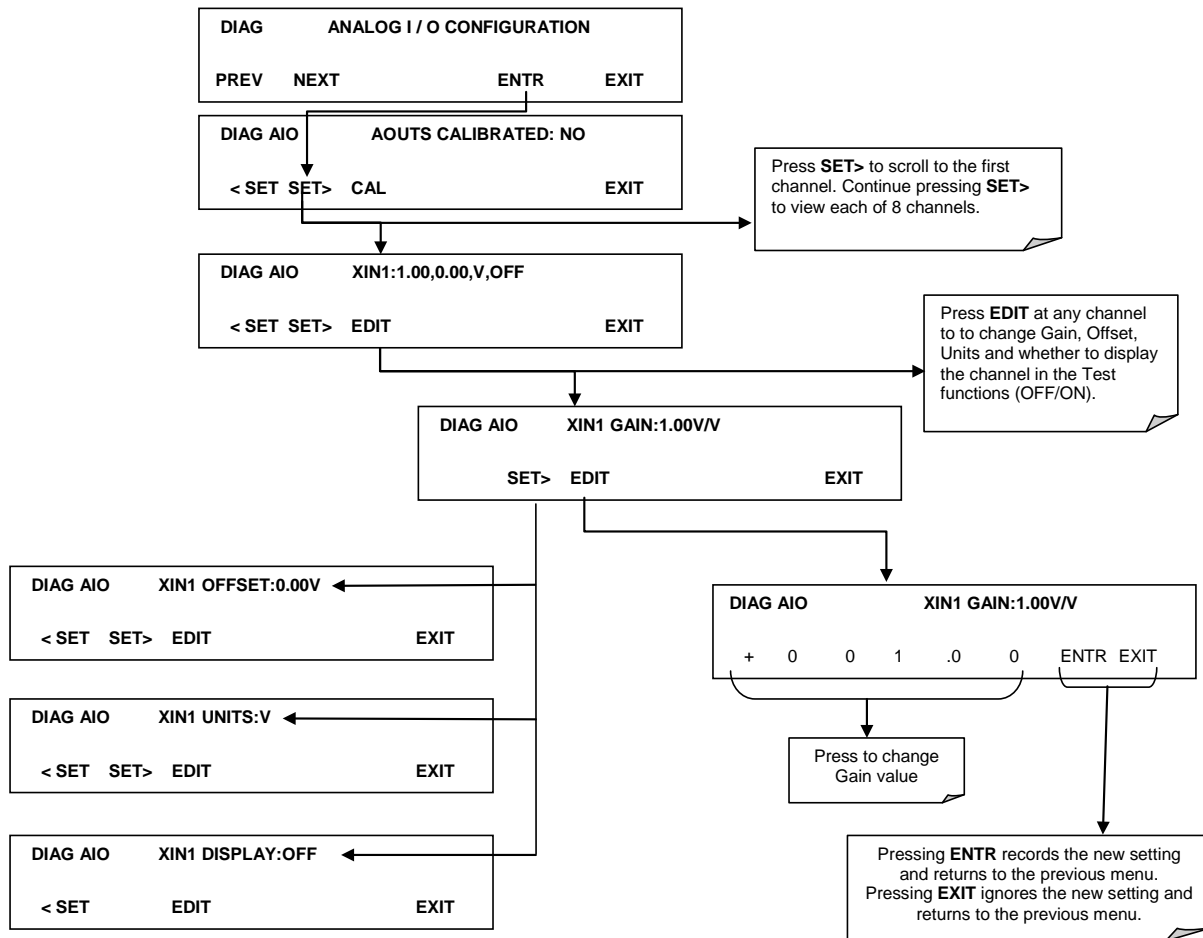 DIAG ANALOG I / O CONFIGURATION
PREV NEXT ENTR EXIT
DIAG AIO AOUTS CALIBRATED: NO
< SET SET> CAL EXIT
Press SET> to scroll to the first
channel. Continue pressing SET>
to view each of 8 channels.
DIAG AIO XIN1:1.00,0.00,V,OFF
< SET SET> EDIT EXIT
Press EDIT at any channel
to to change Gain, Offset,
Units and whether to display
the channel in the Test
functions (OFF/ON).
DIAG AIO XIN1 GAIN:1.00V/V
SET> EDIT EXIT
DIAG AIO XIN1 OFFSET:0.00V
< SET SET> EDIT EXIT
DIAG AIO XIN1 GAIN:1.00V/V
+ 0 0 1 .0 0 ENTR EXIT
DIAG AIO XIN1 UNITS:V
< SET SET> EDIT EXIT
Press to change
Gain value
DIAG AIO XIN1 DISPLAY:OFF
< SET EDIT EXIT
Pressing ENTR records the new setting
and returns to the previous menu.
Pressing EXIT ignores the new setting and
returns to the previous menu.